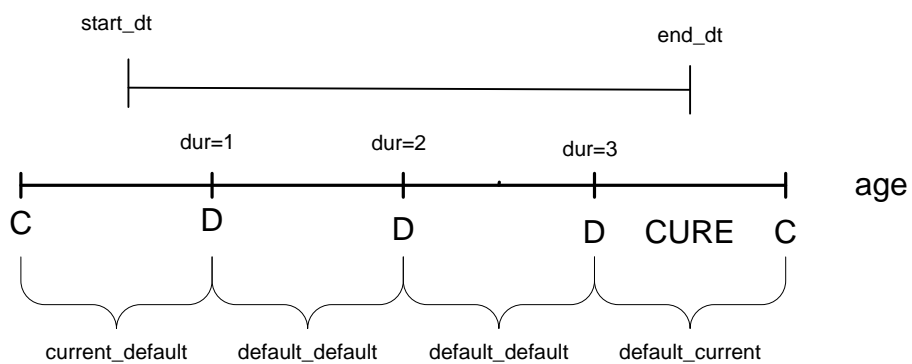 start_dt
end_dt
dur=1
dur=2
dur=3
age
C
D
D
D
CURE
C
current_default
default_default
default_default
default_current